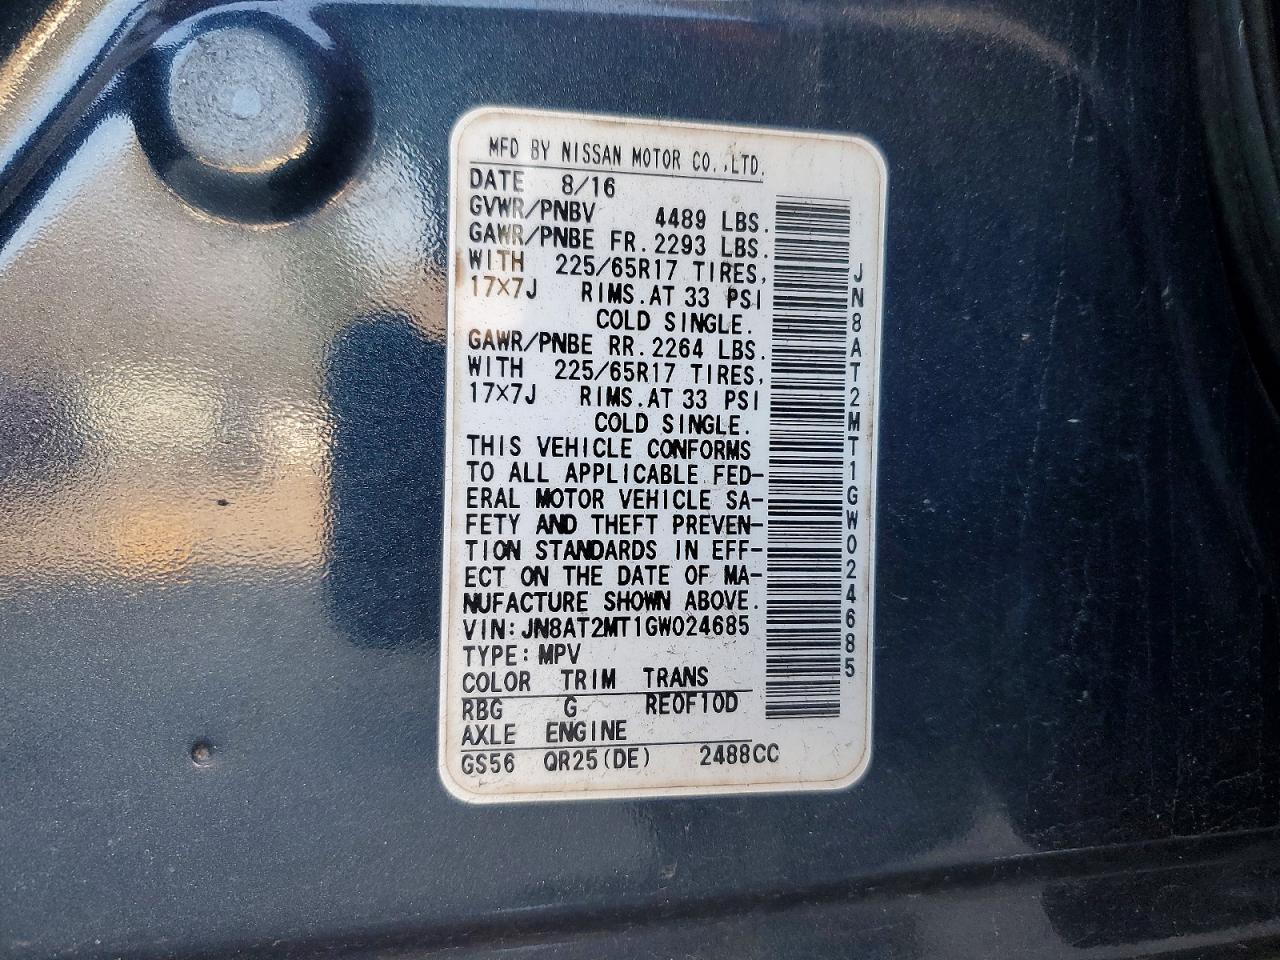 MFD BY NISSAN MOTOR CO.,LTD.
DATE 8/16
GVWR/PNBV 4489 LBS.
GAWR/PNBE FR. 2293 LBS.
WITH 225/65R17 TIRES,
17X7J RIMS. AT 33 PSI
COLD SINGLE.
GAWR/PNBE RR. 2264 LBS.
WITH 225/65R17 TIRES,
17X7J RIMS. AT 33 PSI
COLD SINGLE.
THIS VEHICLE CONFORMS
TO ALL APPLICABLE FED-
ERAL MOTOR VEHICLE SA-
FETY AND THEFT PREVEN-
TION STANDARDS IN EFF-
ECT ON THE DATE OF MA-
NUFACTURE SHOWN ABOVE.
VIN: JN8AT2MT1GW024685
TYPE: MPV
COLOR TRIM TRANS
RBG G RE0F10D
AXLE ENGINE
GS56 QR25(DE) 2488CC
JN8AT2MT1GW024685